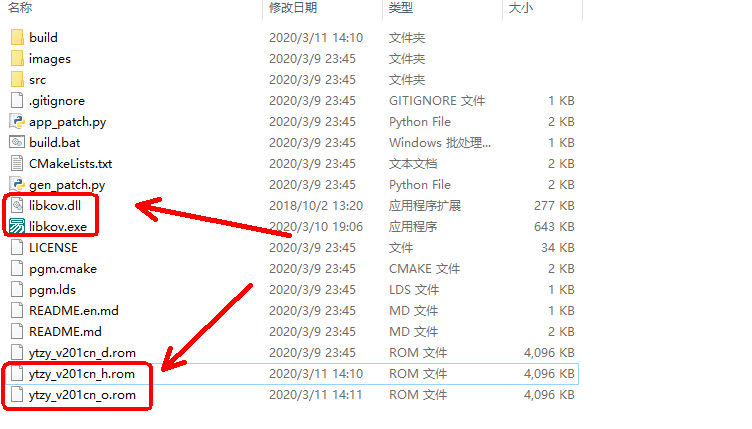 名称 修改日期 类型 大小
build 2020/3/11 14:10 文件夹
images 2020/3/9 23:45 文件夹
src 2020/3/9 23:45 文件夹
.gitignore 2020/3/9 23:45 GITIGNORE 文件 1 KB
app_patch.py 2020/3/9 23:45 Python File 2 KB
build.bat 2020/3/9 23:45 Windows 批处理... 2 KB
CMakeLists.txt 2020/3/9 23:45 文本文档 2 KB
gen_patch.py 2020/3/9 23:45 Python File 2 KB
libkov.dll 2018/10/2 13:20 应用程序扩展 277 KB
libkov.exe 2020/3/10 19:06 应用程序 643 KB
LICENSE 2020/3/9 23:45 文件 34 KB
pgm.cmake 2020/3/9 23:45 CMAKE 文件 2 KB
pgm.lds 2020/3/9 23:45 LDS 文件 1 KB
README.en.md 2020/3/9 23:45 MD 文件 1 KB
README.md 2020/3/9 23:45 MD 文件 2 KB
ytzy_v201cn_d.rom 2020/3/9 23:45 ROM 文件 4,096 KB
ytzy_v201cn_h.rom 2020/3/11 14:10 ROM 文件 4,096 KB
ytzy_v201cn_o.rom 2020/3/11 14:11 ROM 文件 4,096 KB